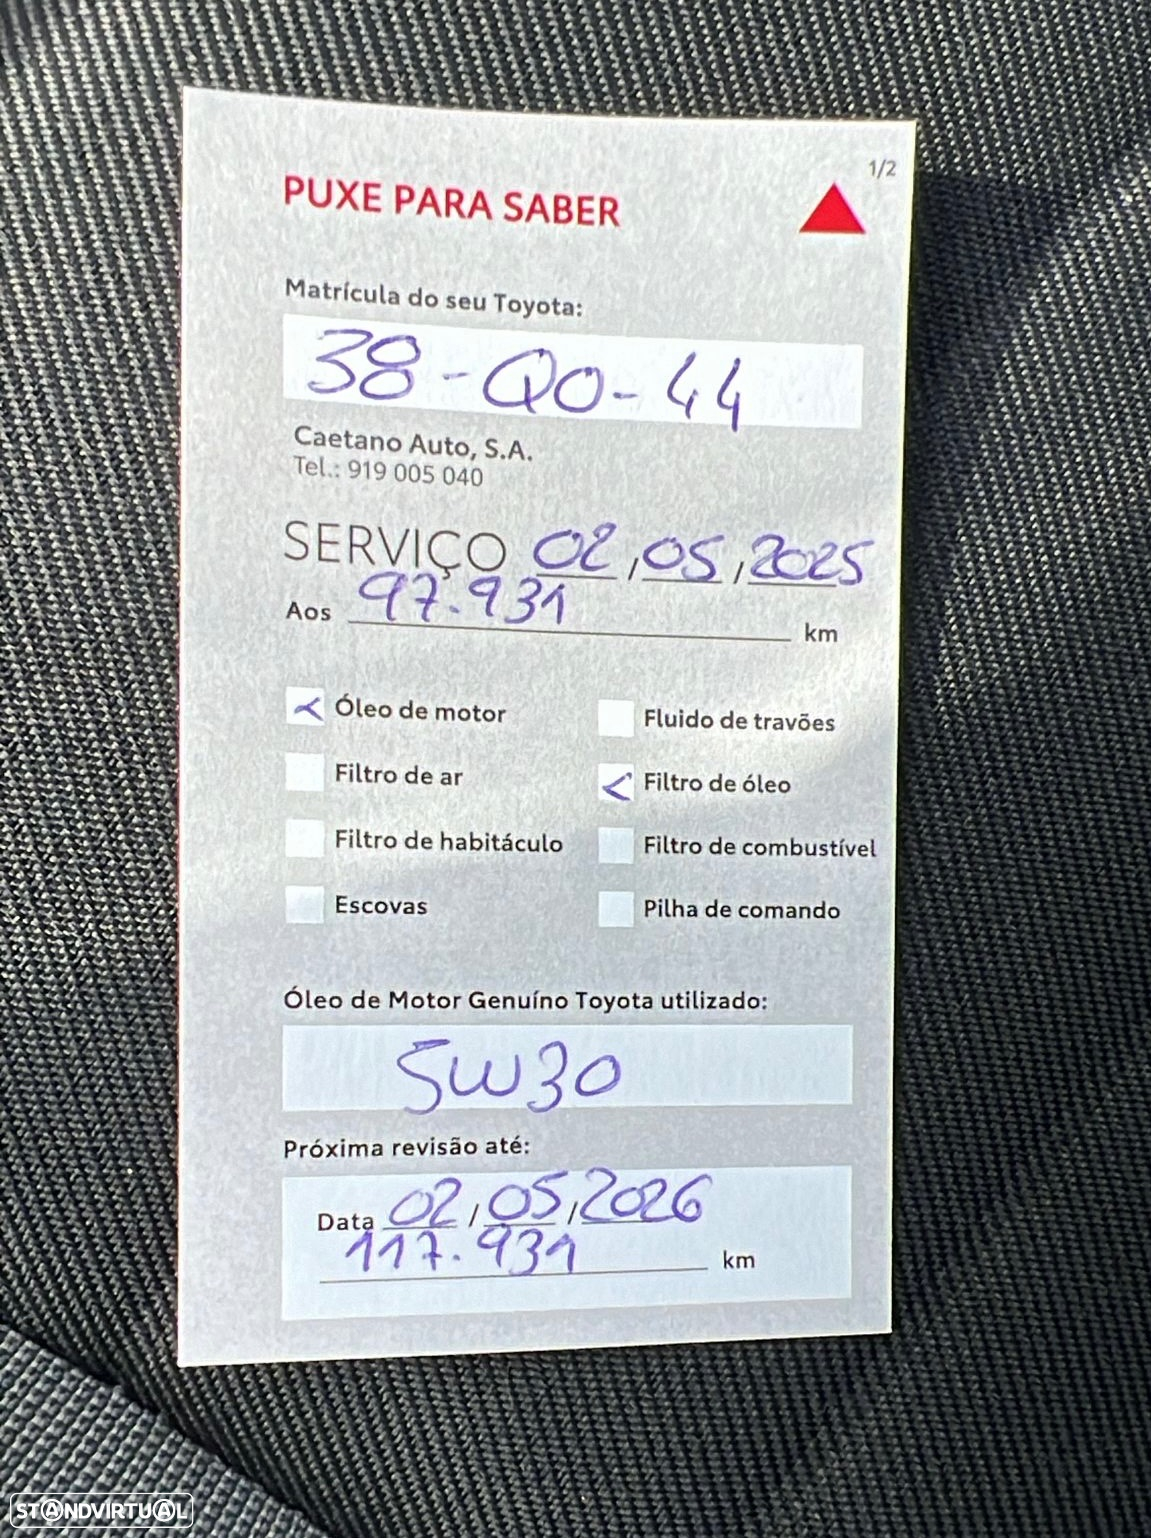 1/2
PUXE PARA SABER
Matrícula do seu Toyota:
38-QO-44
Caetano Auto, S.A.
Tel.: 919 005 040
SERVIÇO 02/05/2025
Aos 97.931 km
Óleo de motor
Fluido de travões
Filtro de ar
Filtro de óleo
Filtro de habitáculo
Filtro de combustível
Escovas
Pilha de comando
Óleo de Motor Genuíno Toyota utilizado:
5W30
Próxima revisão até:
Data 02/05/2026
117.931 km
STANDVIRTUAL